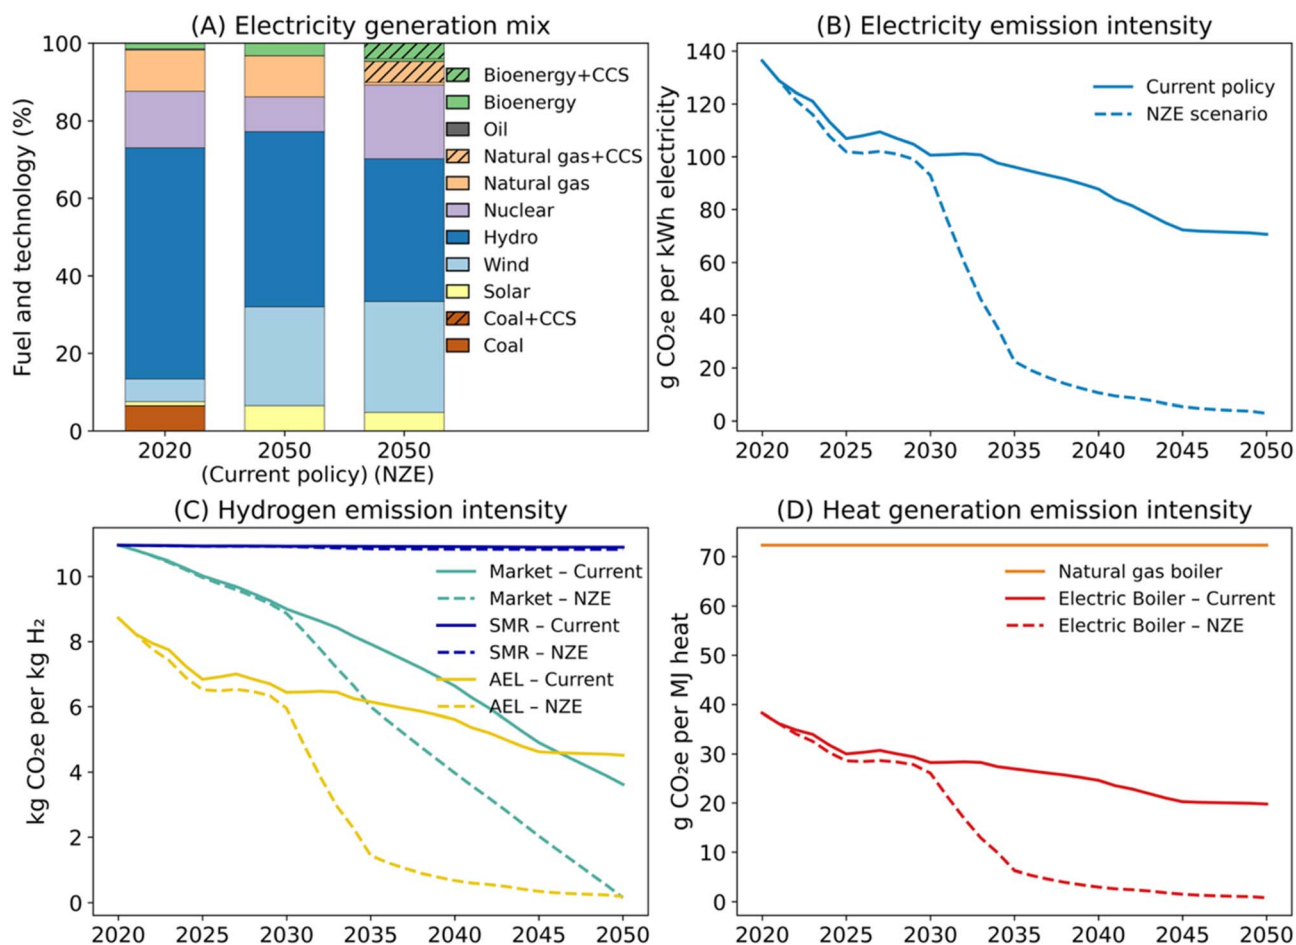 (A) Electricity generation mix
Fuel and technology (%)
100
80
60
40
20
0
Bioenergy+CCS
Bioenergy
Oil
Natural gas+CCS
Natural gas
Nuclear
Hydro
Wind
Solar
Coal+CCS
Coal
2020 2050 2050
(Current policy) (NZE)
(B) Electricity emission intensity
g CO₂e per kWh electricity
140
120
100
80
60
40
20
0
Current policy
NZE scenario
2020 2025 2030 2035 2040 2045 2050
(C) Hydrogen emission intensity
kg CO₂e per kg H₂
10
8
6
4
2
0
Market – Current
Market – NZE
SMR – Current
SMR – NZE
AEL – Current
AEL – NZE
2020 2025 2030 2035 2040 2045 2050
(D) Heat generation emission intensity
g CO₂e per MJ heat
70
60
50
40
30
20
10
0
Natural gas boiler
Electric Boiler – Current
Electric Boiler – NZE
2020 2025 2030 2035 2040 2045 2050